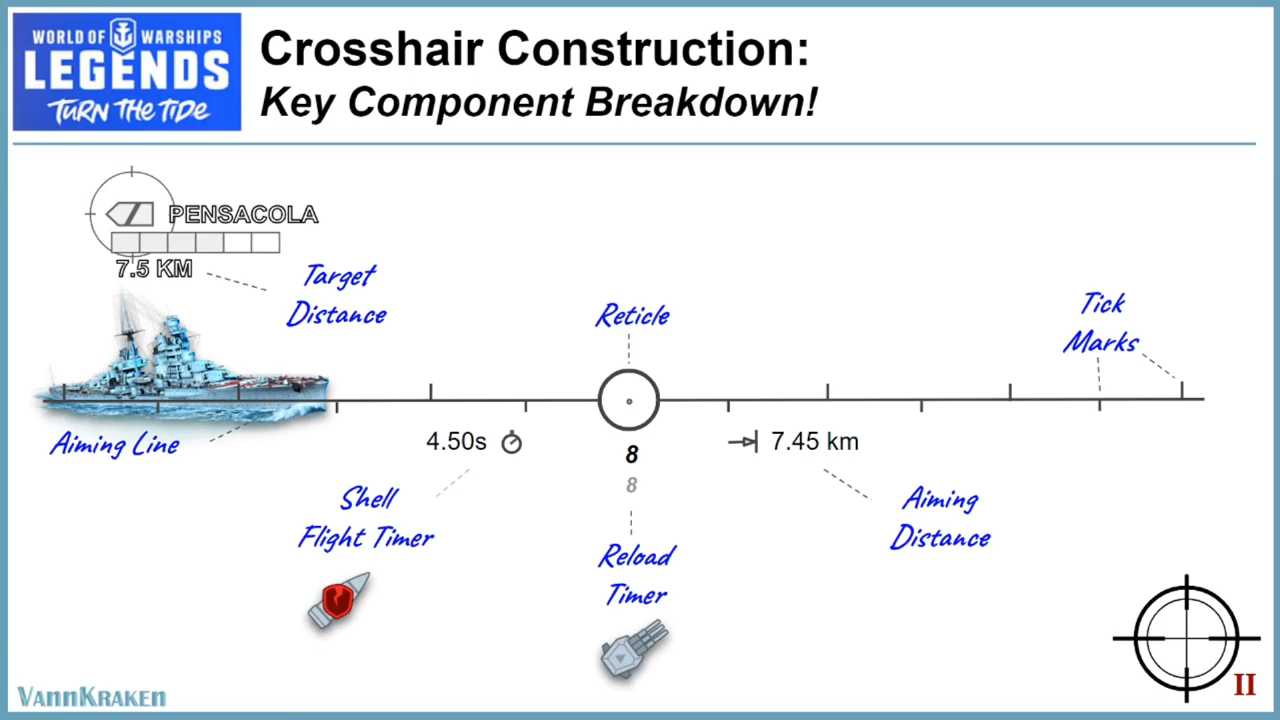 WORLD OF WARSHIPS
LEGENDS
TURN THE TIDE
Crosshair Construction:
Key Component Breakdown!
PENSACOLA
7.5 KM
Target
Distance
Reticle
Tick
Marks
Aiming Line
4.50s
8
8
7.45 km
Shell
Flight Timer
Reload
Timer
Aiming
Distance
VannKraken
II